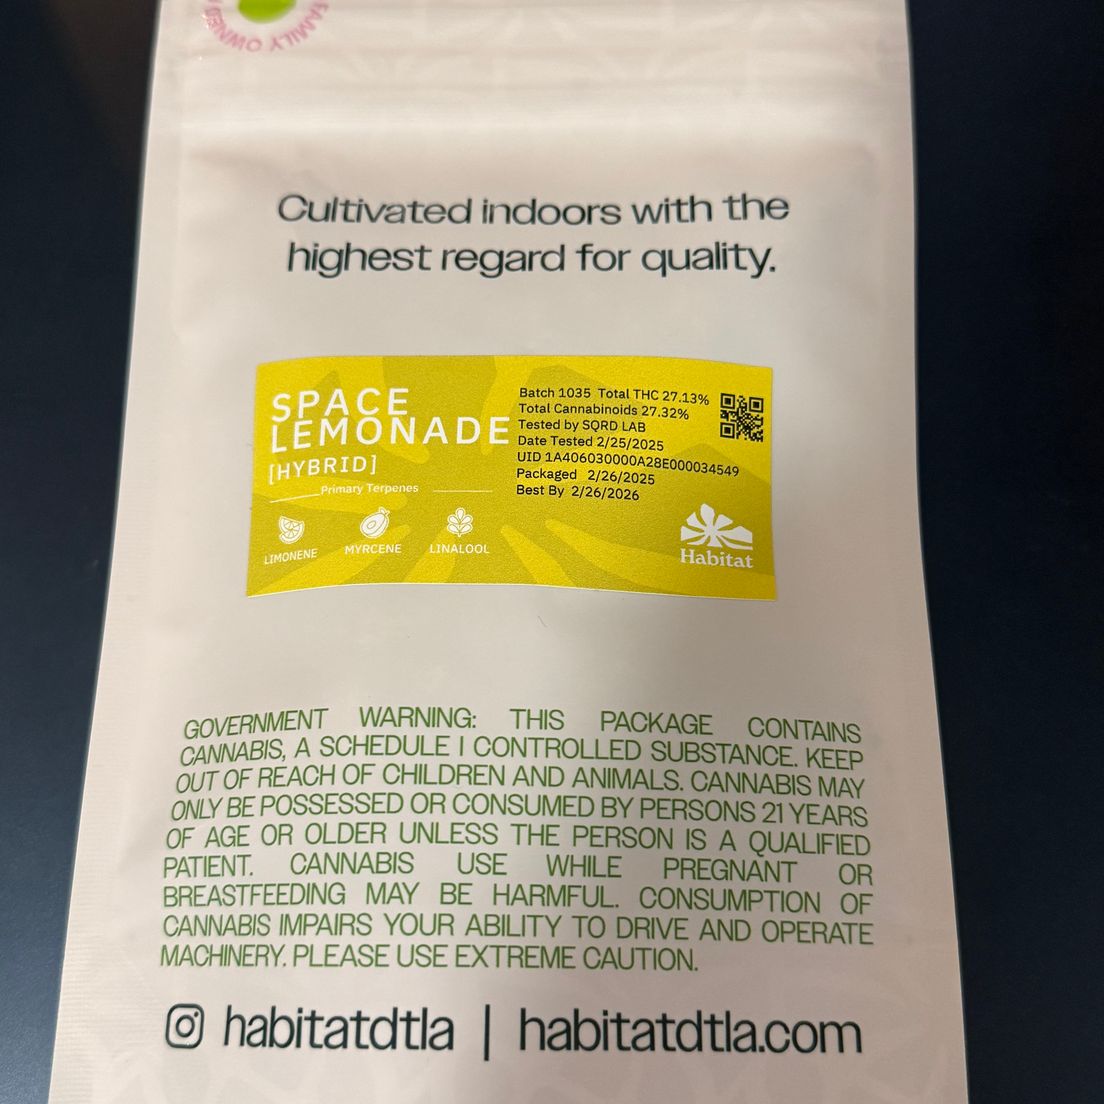 FAMILY OWNED
Cultivated indoors with the
highest regard for quality.
SPACE
LEMONADE
[HYBRID]
Primary Terpenes
LIMONENE MYRCENE LINALOOL
Batch 1035 Total THC 27.13%
Total Cannabinoids 27.32%
Tested by SQRD LAB
Date Tested 2/25/2025
UID 1A406030000A28E000034549
Packaged 2/26/2025
Best By 2/26/2026
Habitat
GOVERNMENT WARNING: THIS PACKAGE CONTAINS
CANNABIS, A SCHEDULE I CONTROLLED SUBSTANCE. KEEP
OUT OF REACH OF CHILDREN AND ANIMALS. CANNABIS MAY
ONLY BE POSSESSED OR CONSUMED BY PERSONS 21 YEARS
OF AGE OR OLDER UNLESS THE PERSON IS A QUALIFIED
PATIENT. CANNABIS USE WHILE PREGNANT OR
BREASTFEEDING MAY BE HARMFUL. CONSUMPTION OF
CANNABIS IMPAIRS YOUR ABILITY TO DRIVE AND OPERATE
MACHINERY. PLEASE USE EXTREME CAUTION.
habitatdtla | habitatdtla.com